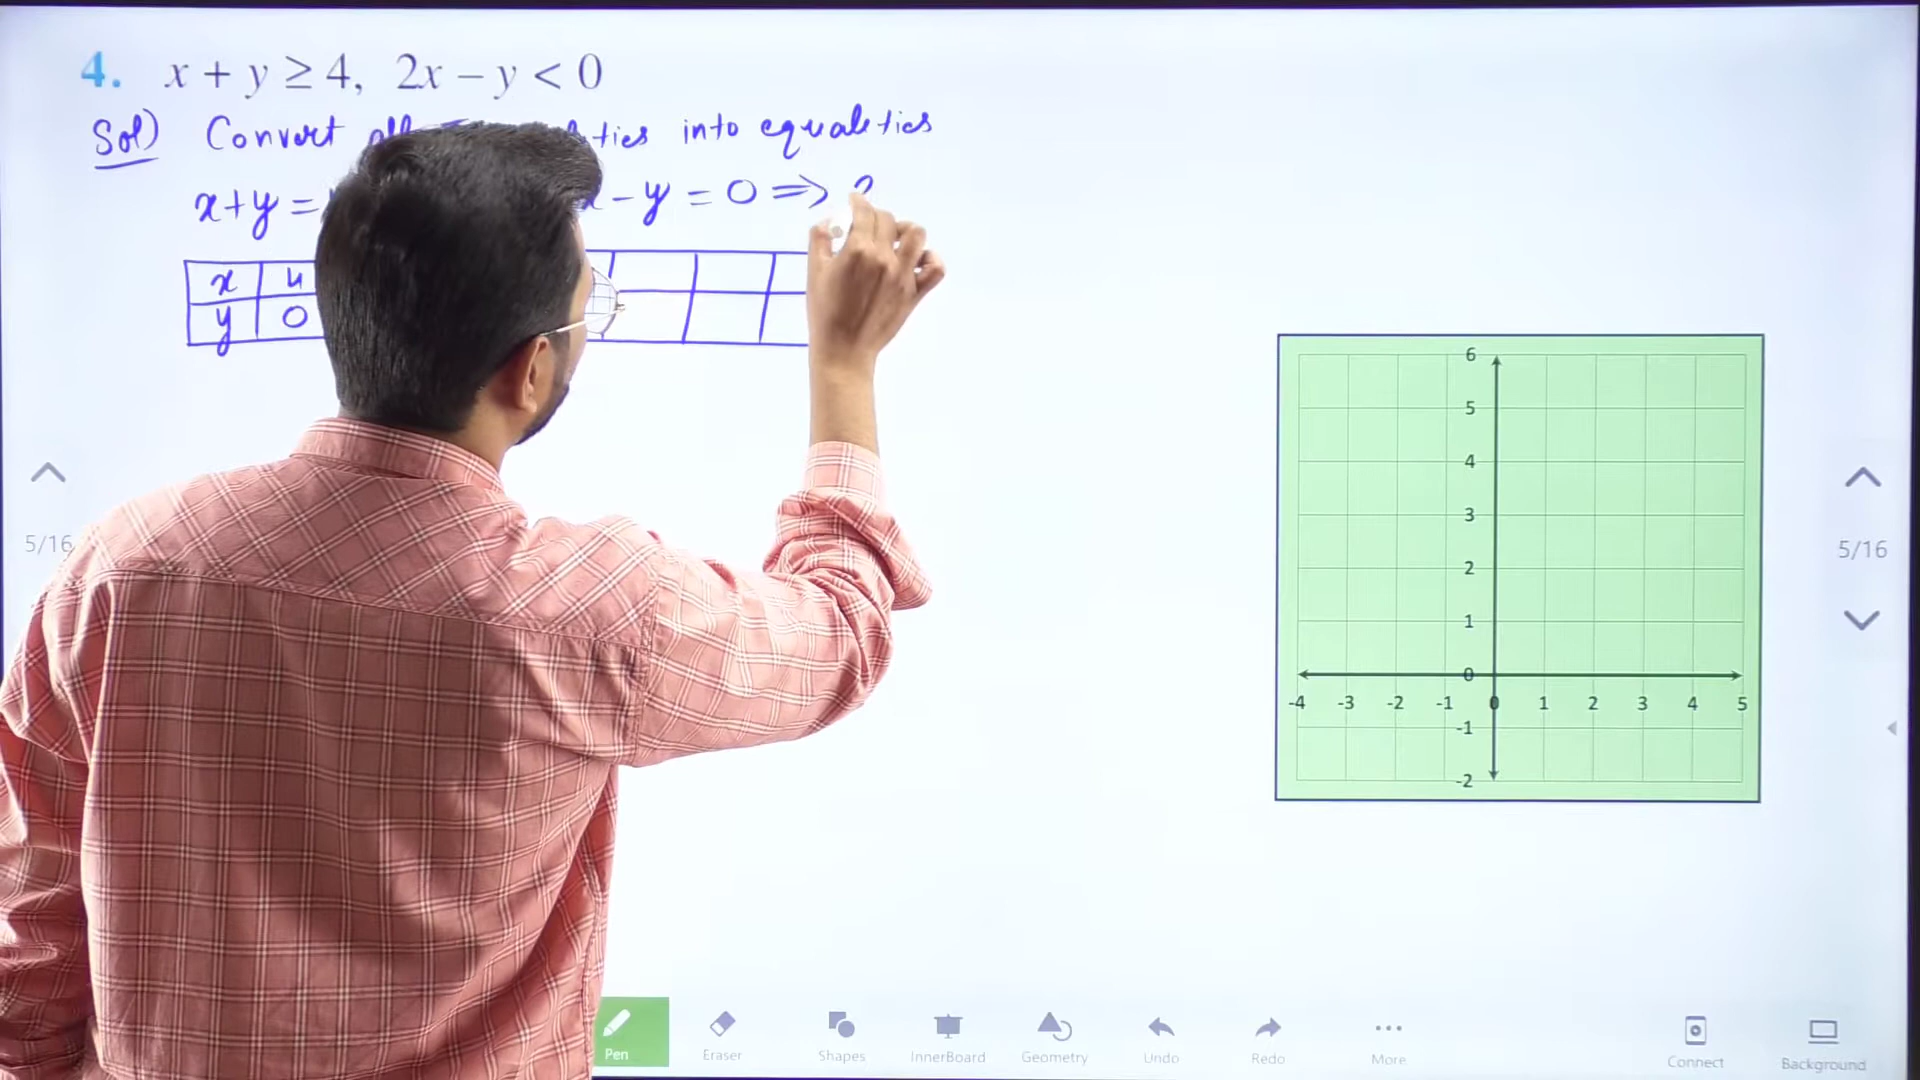 4. x + y ≥ 4, 2x – y < 0
Sol) Convert into equalities
x+y = – y = 0 ⇒ 2
x 4
y 0
6
5
4
3
2
1
0
-4 -3 -2 -1 0 1 2 3 4 5
-1
-2
5/16
5/16
Pen Eraser Shapes InnerBoard Geometry Undo Redo More Connect Background